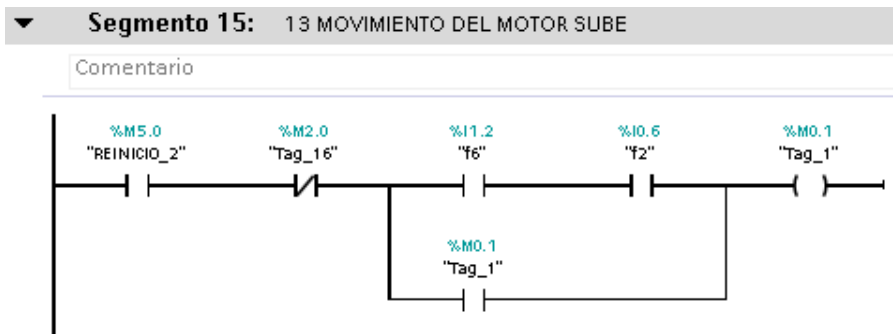 Segmento 15: 13 MOVIMIENTO DEL MOTOR SUBE
Comentario
%M5.0 %M2.0 %I1.2 %I0.6 %M0.1
"REINICIO_2" "Tag_16" "f6" "f2" "Tag_1"
%M0.1
"Tag_1"